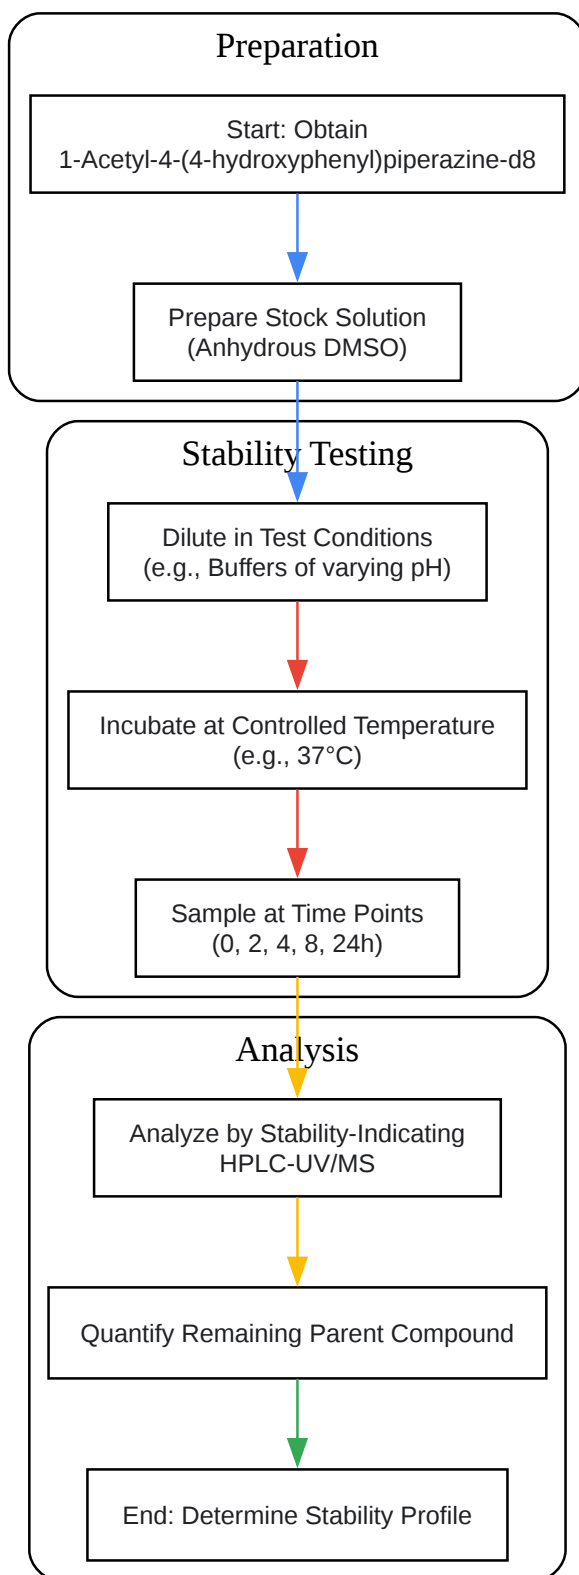 Preparation
Start: Obtain
1-Acetyl-4-(4-hydroxyphenyl)piperazine-d8
Prepare Stock Solution
(Anhydrous DMSO)
Stability Testing
Dilute in Test Conditions
(e.g., Buffers of varying pH)
Incubate at Controlled Temperature
(e.g., 37°C)
Sample at Time Points
(0, 2, 4, 8, 24h)
Analysis
Analyze by Stability-Indicating
HPLC-UV/MS
Quantify Remaining Parent Compound
End: Determine Stability Profile